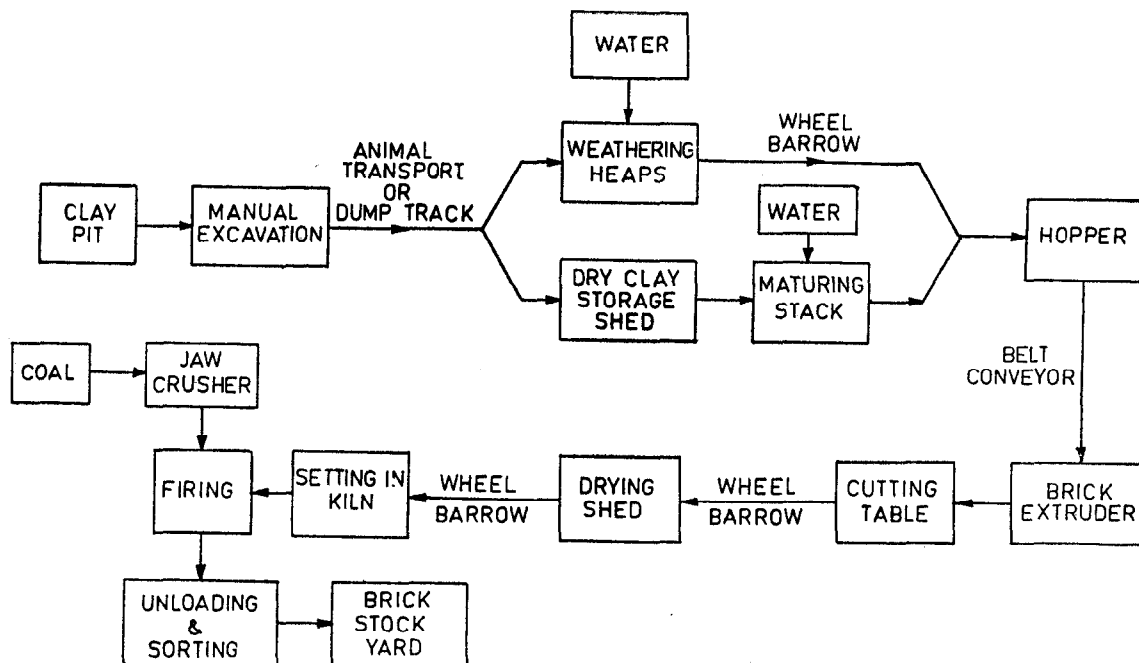 WATER
WEATHERING
HEAPS
WHEEL
BARROW
ANIMAL
TRANSPORT
OR
DUMP TRACK
CLAY
PIT
MANUAL
EXCAVATION
WATER
HOPPER
DRY CLAY
STORAGE
SHED
MATURING
STACK
BELT
CONVEYOR
COAL
JAW
CRUSHER
FIRING
SETTING IN
KILN
WHEEL
BARROW
DRYING
SHED
WHEEL
BARROW
CUTTING
TABLE
BRICK
EXTRUDER
UNLOADING
&
SORTING
BRICK
STOCK
YARD